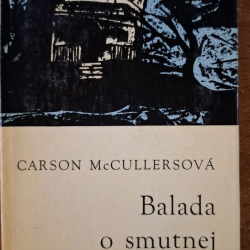 CARSON McCULLERSOVÁ
Balada
o smutnej